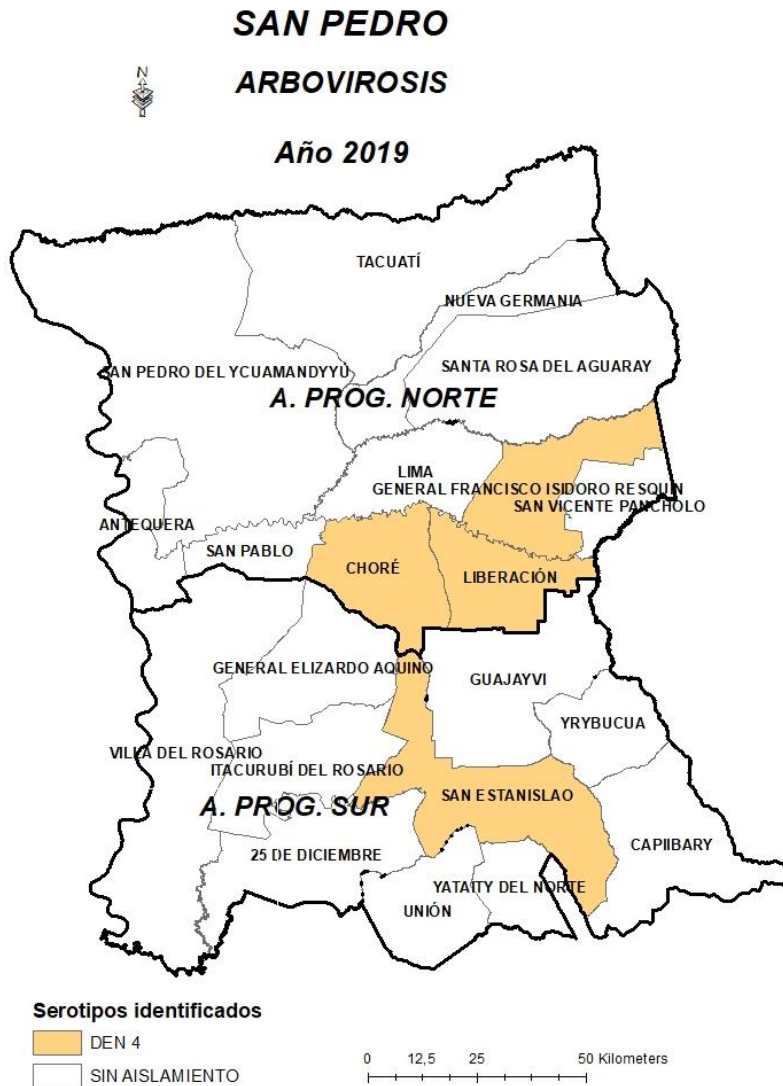 SAN PEDRO
ARBOVIROSIS
N
Año 2019
TACUATÍ
NUEVA GERMANIA
SANTA ROSA DEL AGUARAY
AN PEDRO DEL YCUAMANDYYÚ
A. PROG. NORTE
LIMA
GENERAL FRANCISCO ISIDORO RESQUIN
SAN VICENTE PANCHOLO
ANTEQUERA
SAN PABLO
CHORÉ
LIBERACIÓN
GENERAL ELIZARDO AQUINO
GUAJAYVI
YRYBUCUA
VILLA DEL ROSARIO
ITACURUBÍ DEL ROSARIO
SAN ESTANISLAO
A. PROG. SUR
25 DE DICIEMBRE
CAPIIBARY
YATAITY DEL NORTE
UNIÓN
Serotipos identificados
DEN 4
SIN AISLAMIENTO
0 12,5 25 50 Kilometers